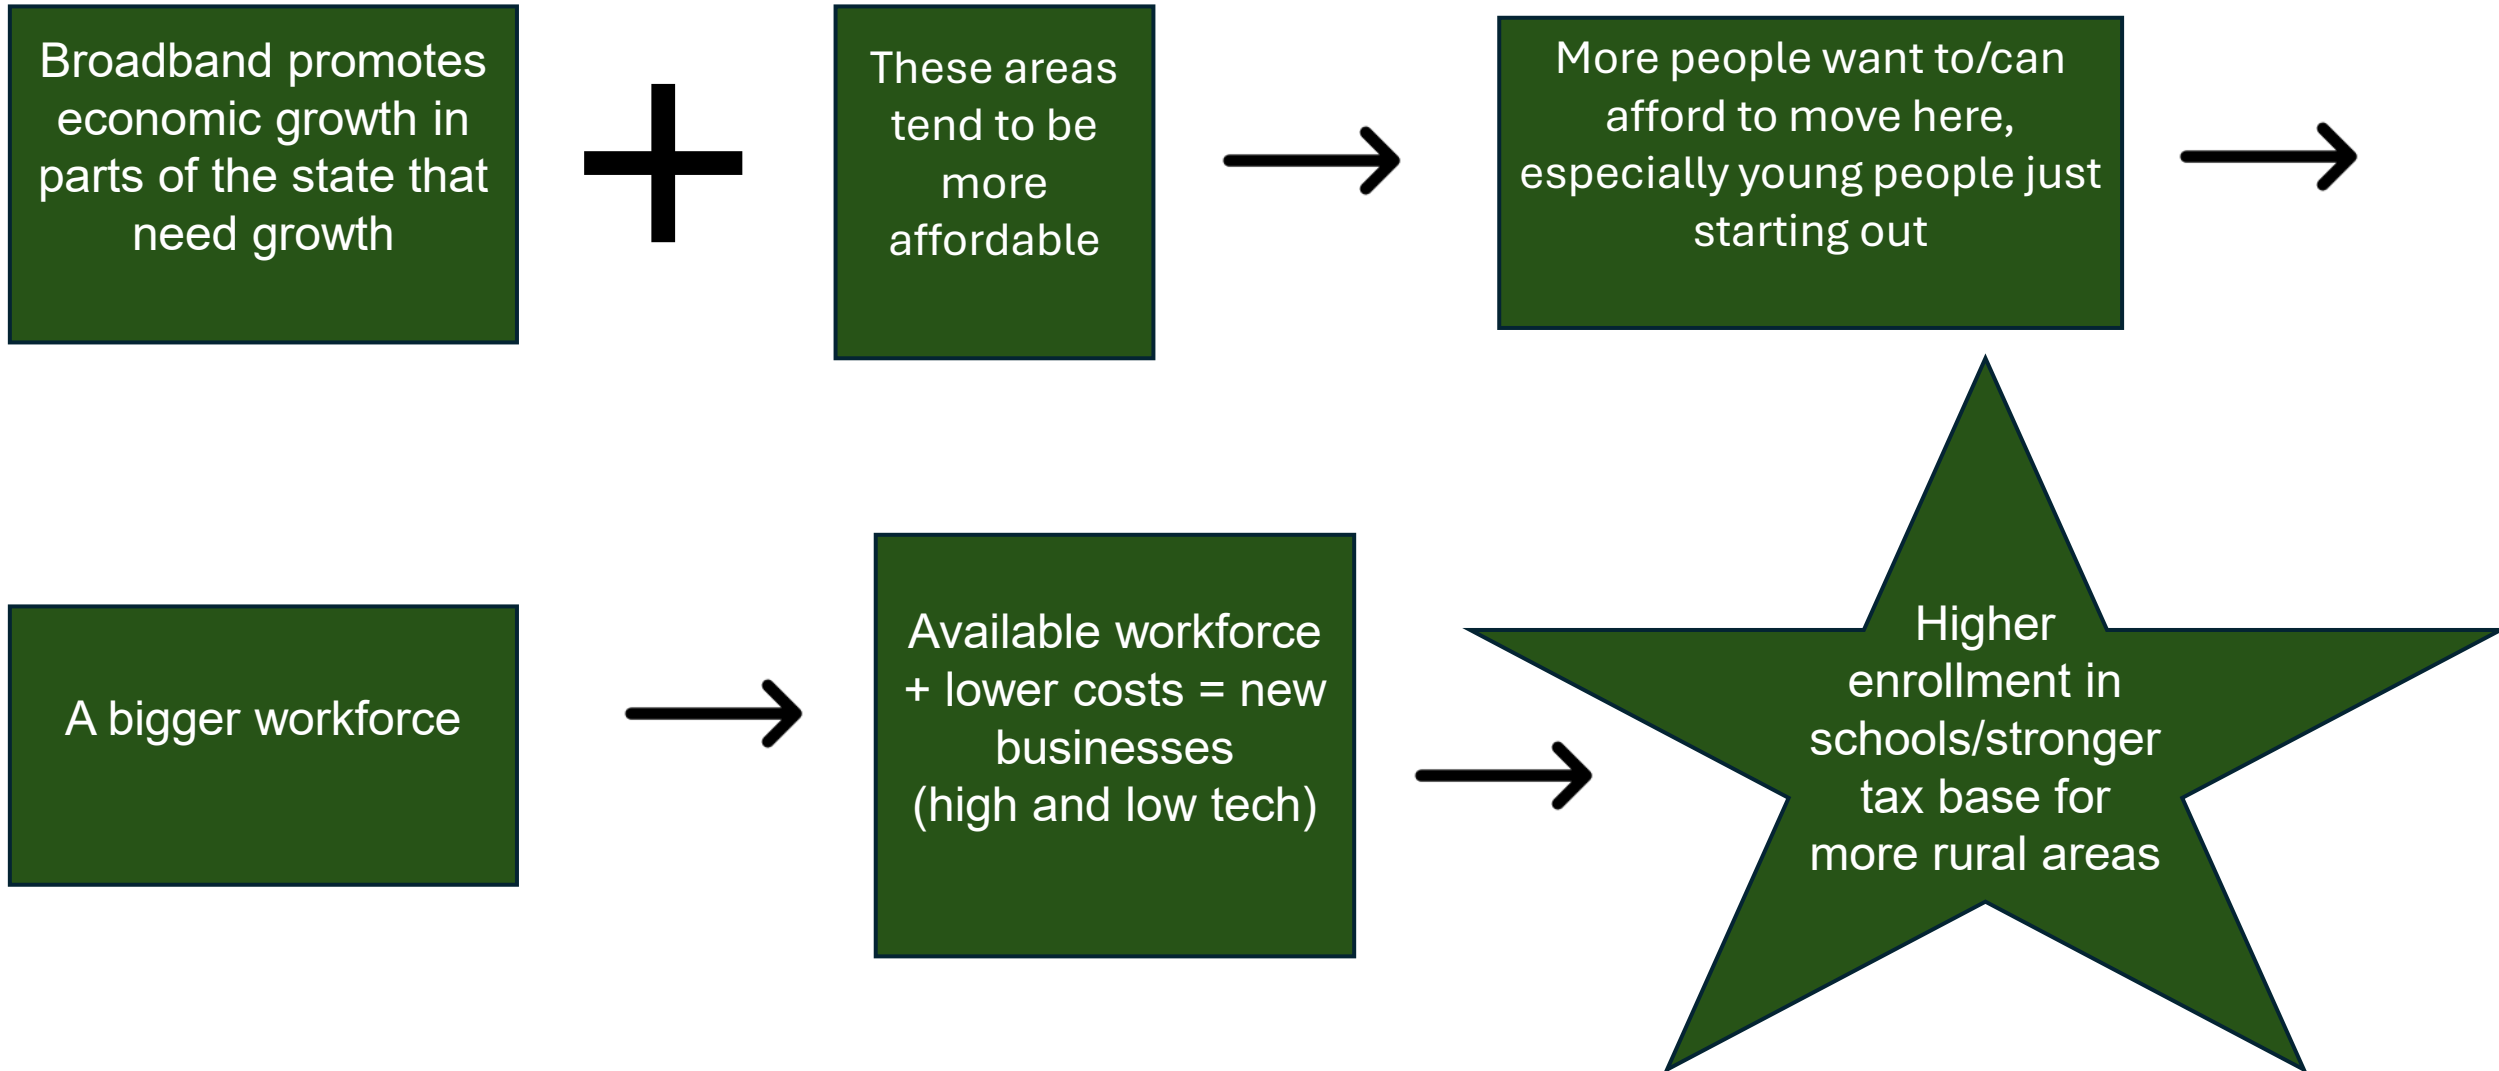 Broadband promotes
economic growth in
parts of the state that
need growth
These areas
tend to be
more
affordable
More people want to/can
afford to move here,
especially young people just
starting out
A bigger workforce
Available workforce
+ lower costs = new
businesses
(high and low tech)
Higher
enrollment in
schools/stronger
tax base for
more rural areas